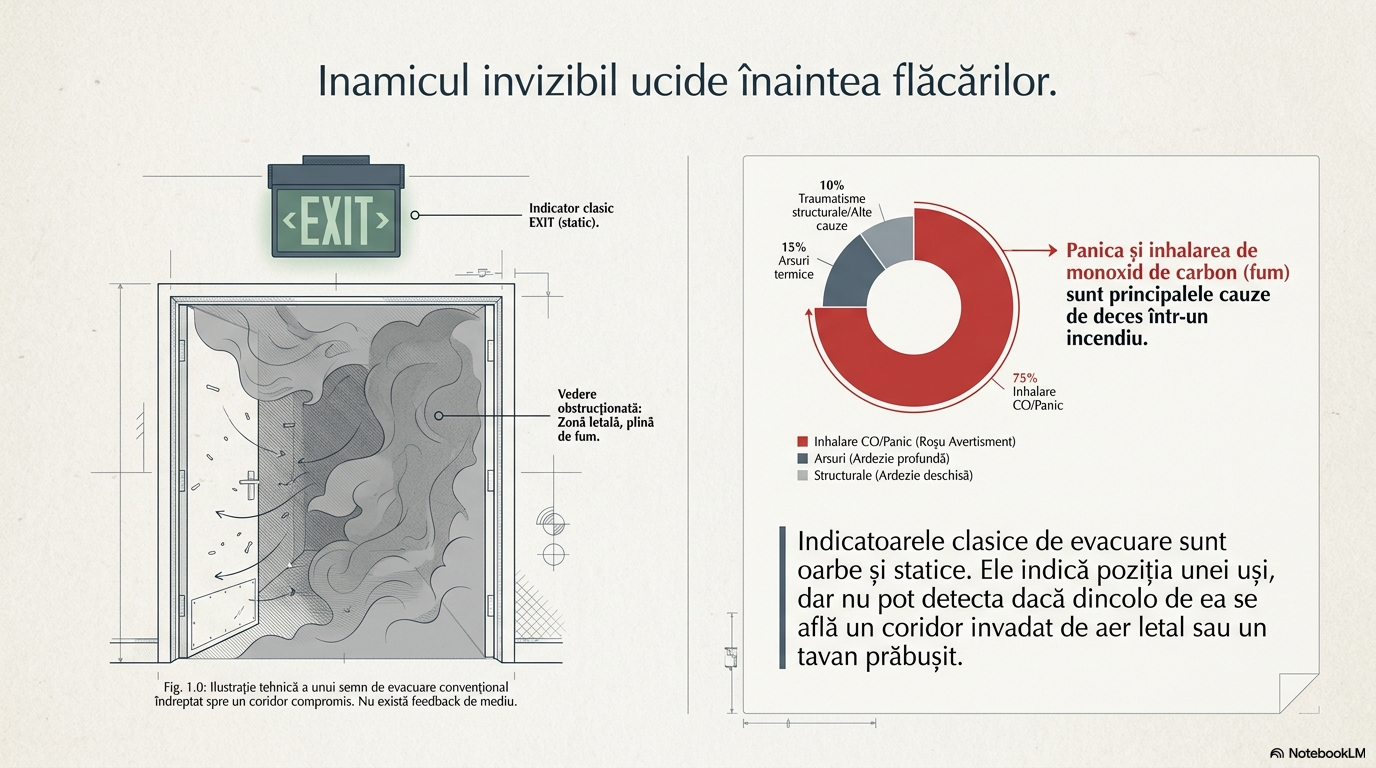 Inamicul invizibil ucide înaintea flăcărilor.
<EXIT>
Indicator clasic
EXIT (static).
Vedere
obstrucționată:
Zonă letală, plină
de fum.
Fig. 1.0: Ilustrație tehnică a unui semn de evacuare convențional
îndreptat spre un coridor compromis. Nu există feedback de mediu.
10%
Traumatisme
structurale/Alte
cauze
15%
Arsuri
termice
75%
Inhalare
CO/Panic
Panica și inhalarea de
monoxid de carbon (fum)
sunt principalele cauze
de deces într-un
incendiu.
Inhalare CO/Panic (Roșu Avertisment)
Arsuri (Ardezie profundă)
Structurale (Ardezie deschisă)
Indicatoarele clasice de evacuare sunt
oarbe și statice. Ele indică poziția unei uși,
dar nu pot detecta dacă dincolo de ea se
află un coridor invadat de aer letal sau un
tavan prăbușit.
NotebookLM